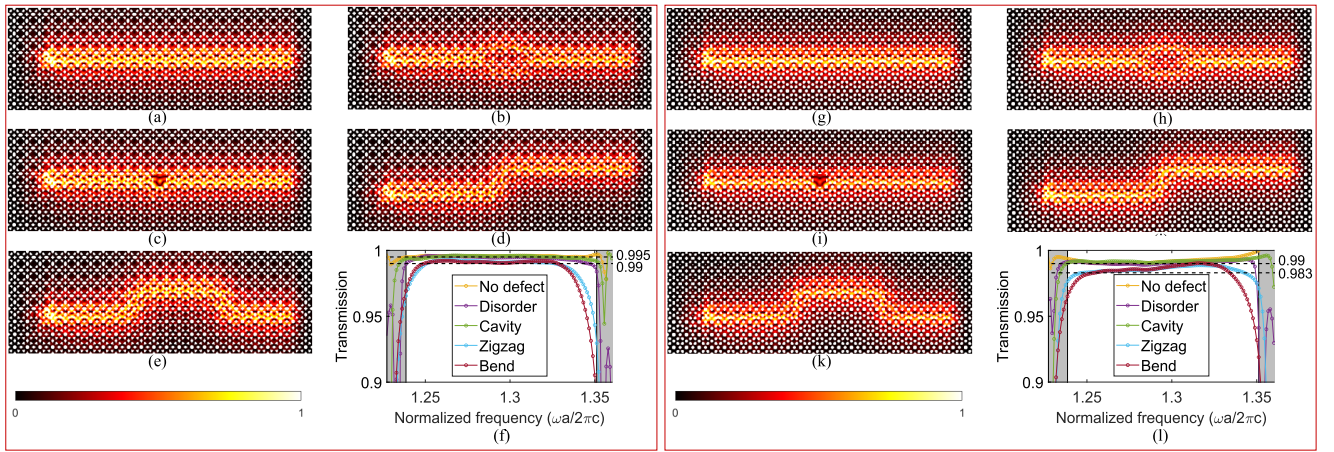 (a)
(b)
(c)
(d)
(e)
0
1
1
0.95
0.9
Transmission
0.995
0.99
No defect
Disorder
Cavity
Zigzag
Bend
1.25
1.3
1.35
Normalized frequency (ωa/2πc)
(f)
(g)
(h)
(i)
(k)
0
1
1
0.95
0.9
Transmission
0.99
0.983
No defect
Disorder
Cavity
Zigzag
Bend
1.25
1.3
1.35
Normalized frequency (ωa/2πc)
(l)